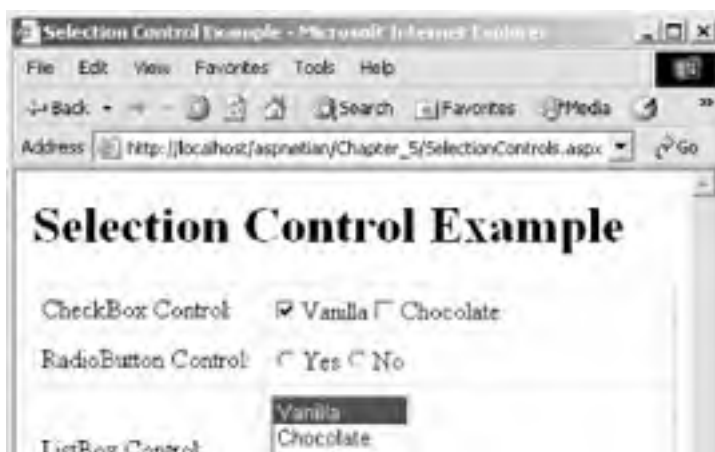 Selection Control Example - Microsoft Internet Explorer
File Edit View Favorites Tools Help
Back Search Favorites Media »
Address http://localhost/aspnetian/Chapter_5/SelectionControls.aspx Go
Selection Control Example
CheckBox Control: Vanilla Chocolate
RadioButton Control: Yes No
Vanilla
Chocolate
ListBox Control: